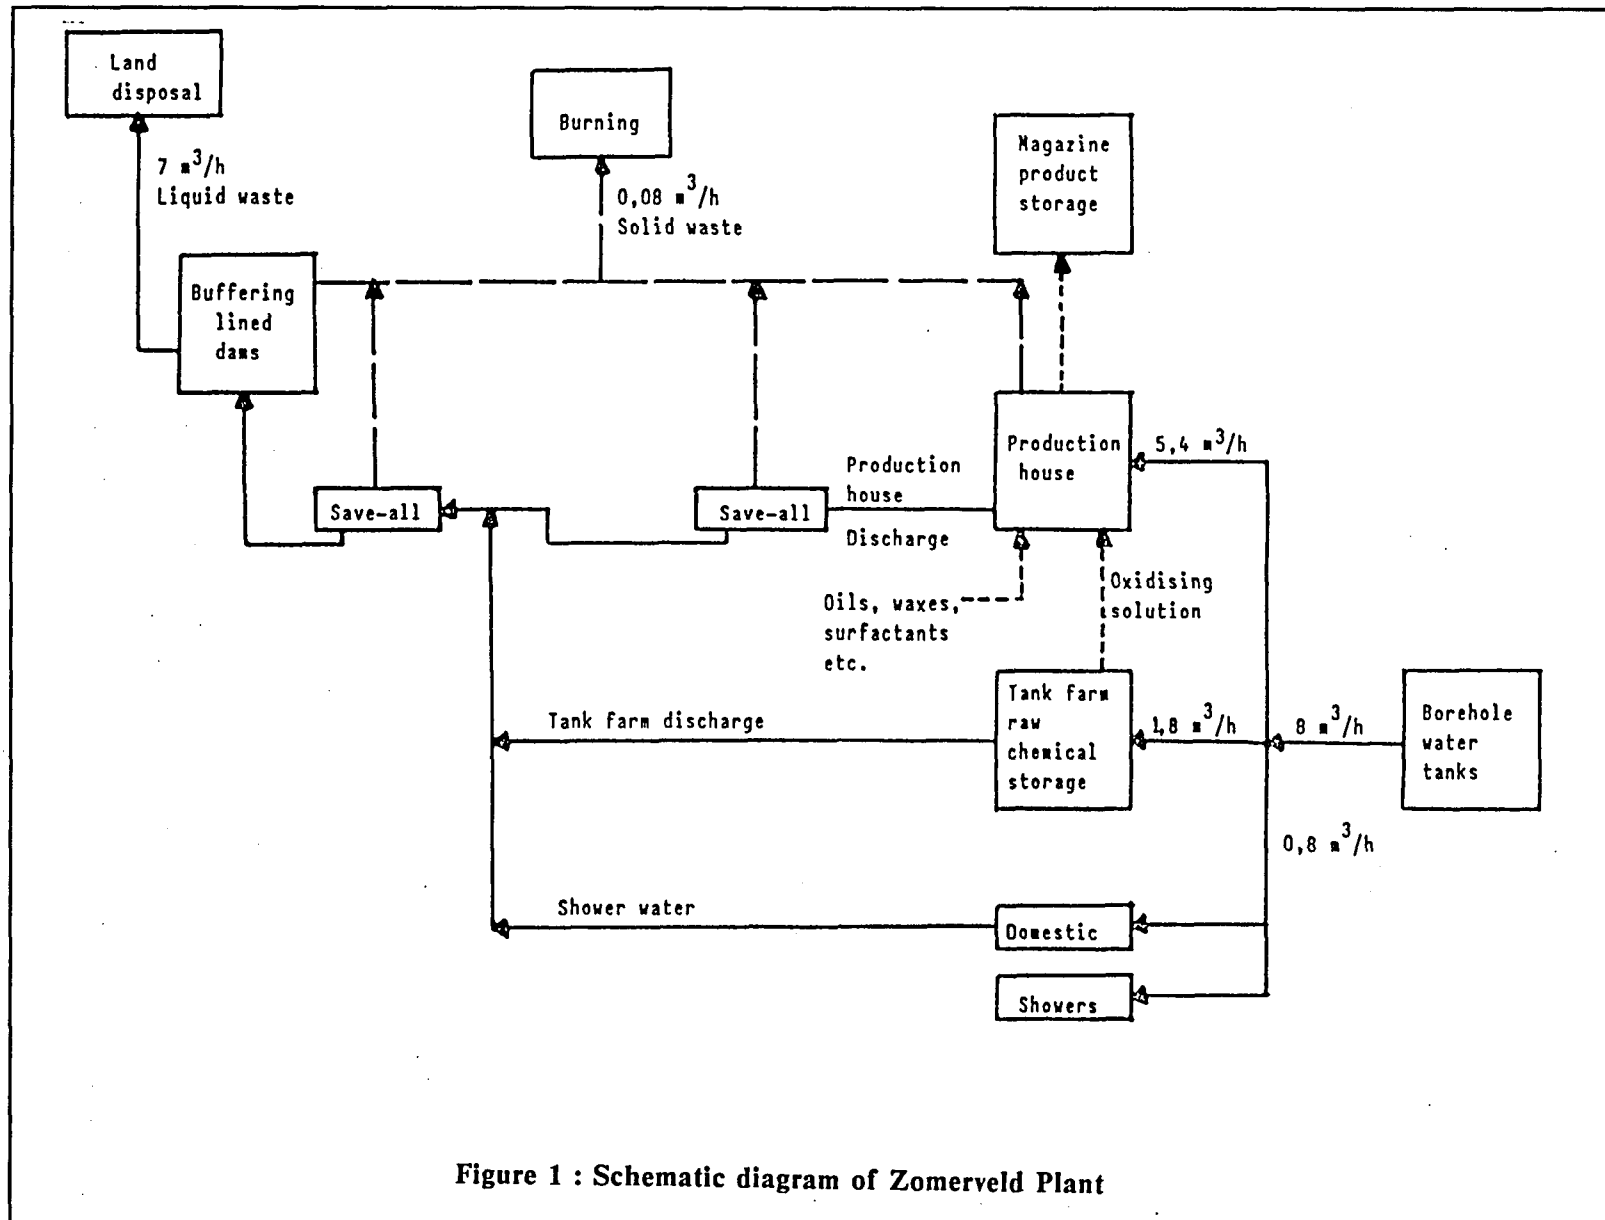 Land
disposal
7 m³/h
Liquid waste
Burning
0,08 m³/h
Solid waste
Magazine
product
storage
Buffering
lined
dams
Save-all
Save-all
Production
house
Discharge
Production
house
5,4 m³/h
Oils, waxes,
surfactants
etc.
Oxidising
solution
Tank farm discharge
Tank farm
raw
chemical
storage
1,8 m³/h
8 m³/h
Borehole
water
tanks
0,8 m³/h
Shower water
Domestic
Showers
Figure 1 : Schematic diagram of Zomerveld Plant